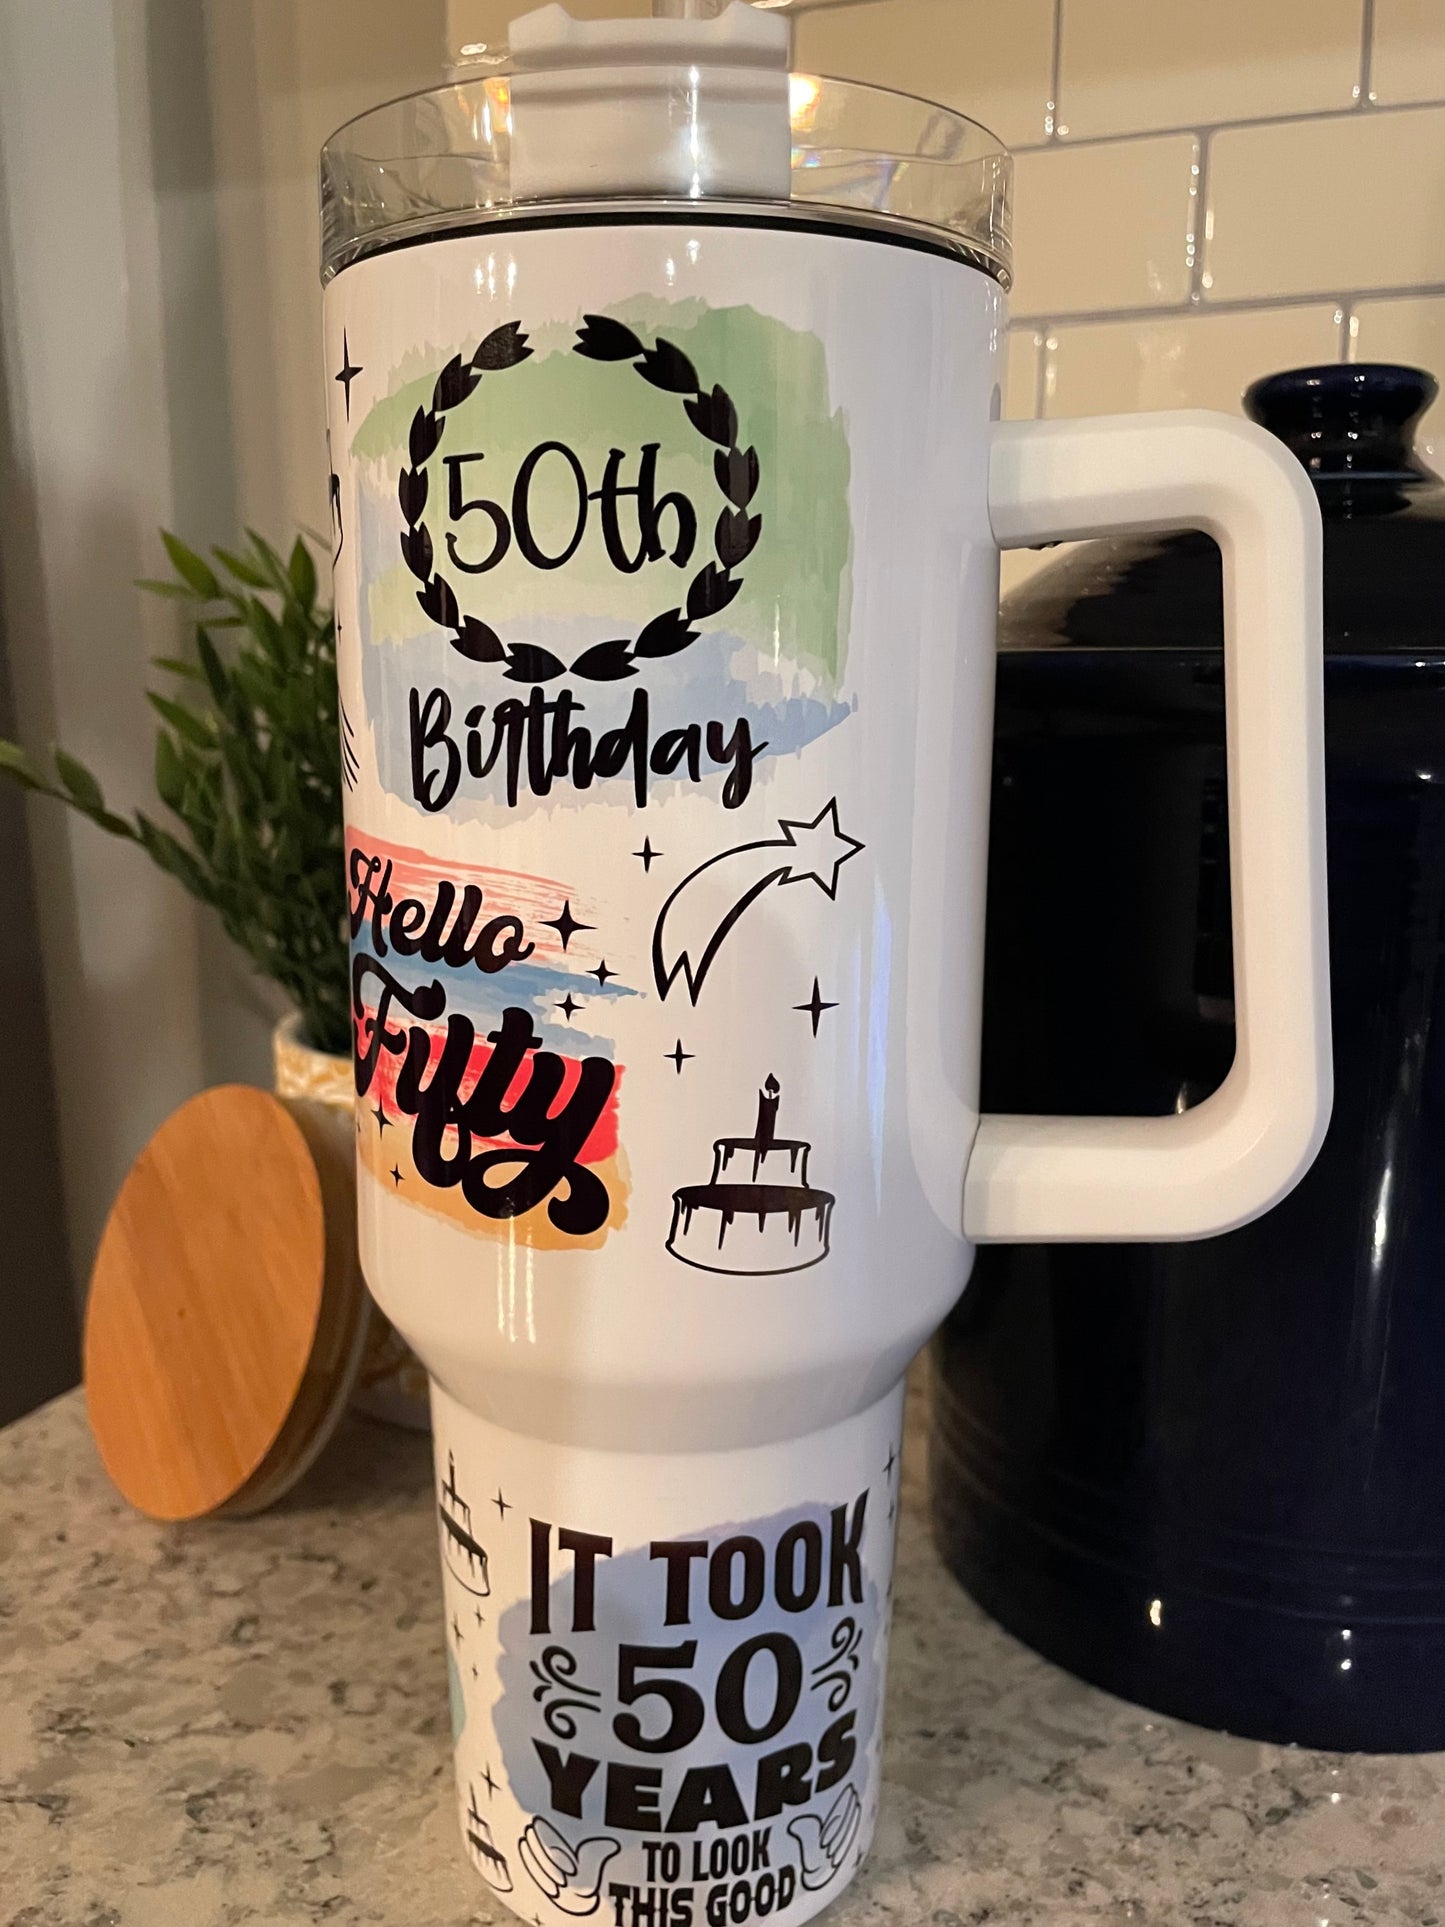 50th
Birthday
Hello
Fifty
IT TOOK
50
YEARS
TO LOOK
THIS GOOD